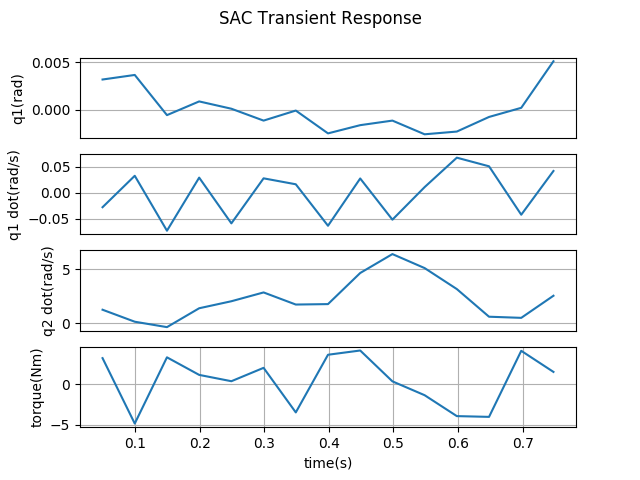 SAC Transient Response
q1(rad)
0.005
0.000
q1 dot(rad/s)
0.05
0.00
−0.05
q2 dot(rad/s)
5
0
torque(Nm)
0
−5
0.1 0.2 0.3 0.4 0.5 0.6 0.7
time(s)